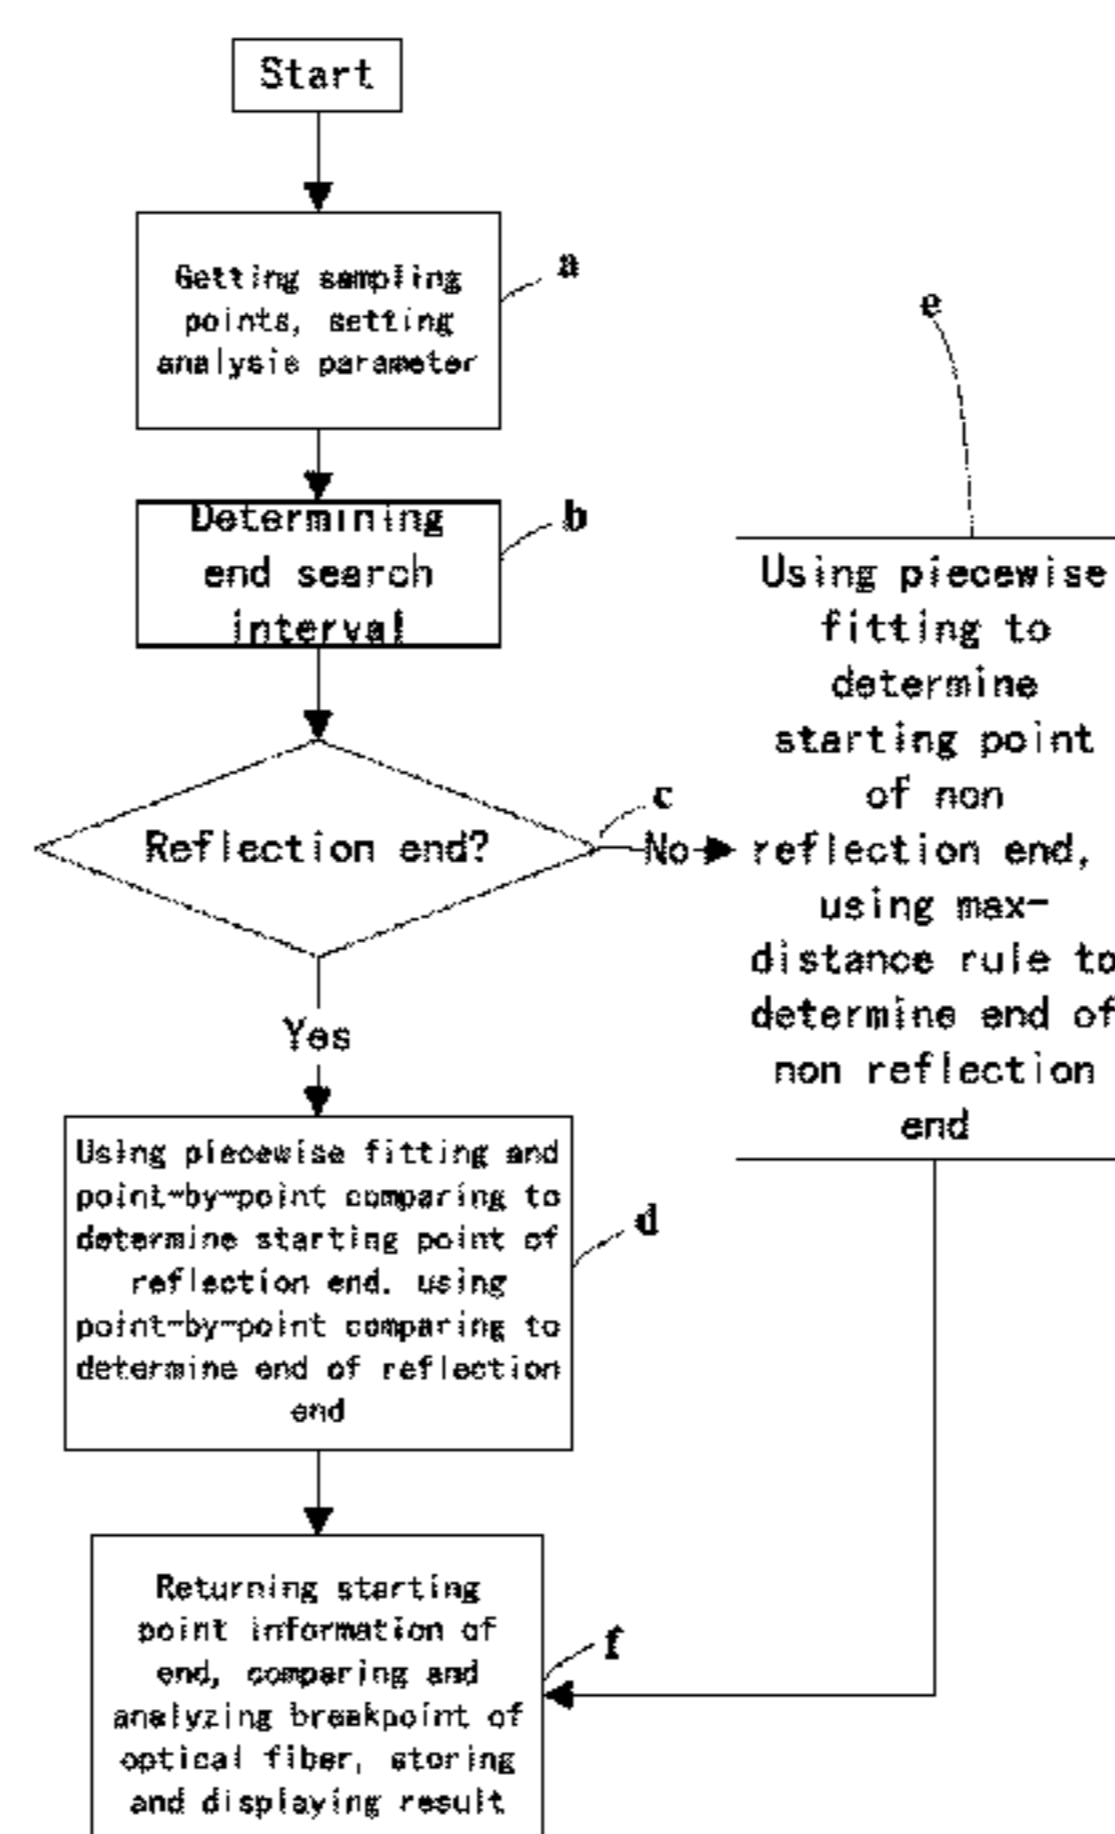 Start
Getting sampling
points, setting
analysis parameter
a
Determining
end search
interval
b
Reflection end?
c
No
Yes
e
Using piecewise
fitting to
determine
starting point
of non
reflection end,
using max-
distance rule to
determine end of
non reflection
end
Using piecewise fitting and
point-by-point comparing to
determine starting point of
reflection end. using
point-by-point comparing to
determine end of reflection
end
d
Returning starting
point information of
end, comparing and
analyzing breakpoint of
optical fiber, storing
and displaying result
f